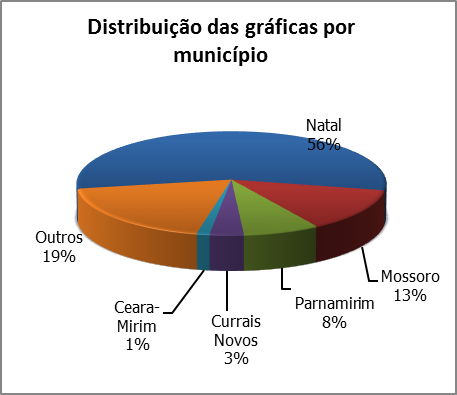 Distribuição das gráficas por
município
Natal
56%
Mossoro
13%
Parnamirim
8%
Currais
Novos
3%
Ceara-
Mirim
1%
Outros
19%